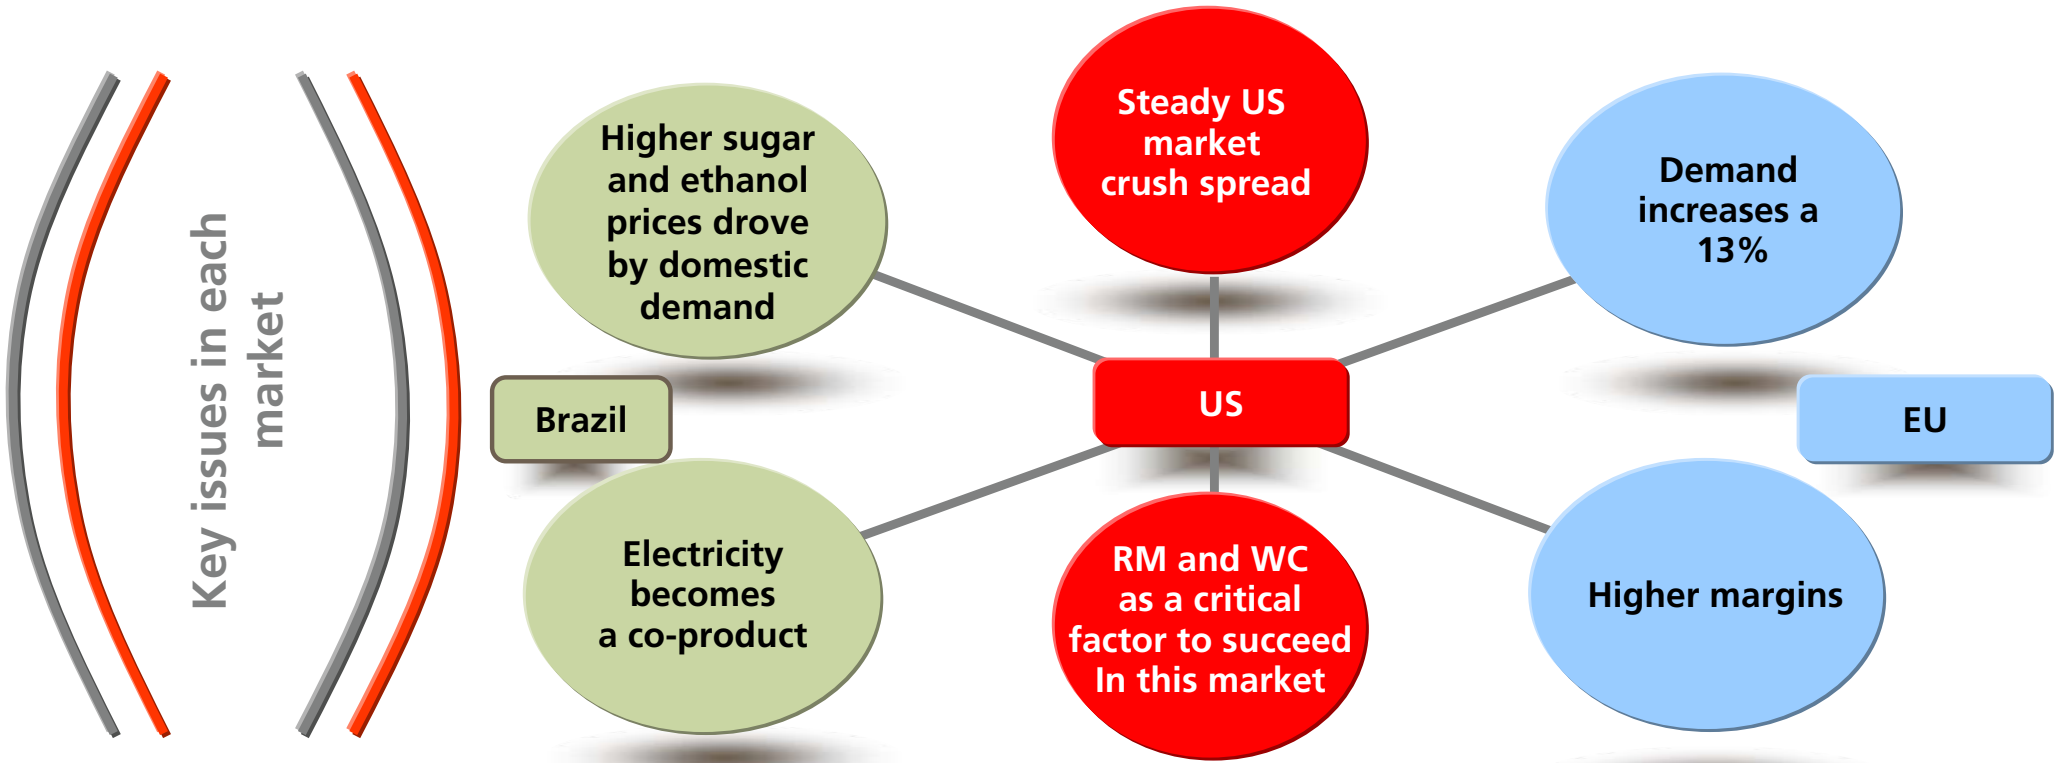 Key issues in each
market
Higher sugar
and ethanol
prices drove
by domestic
demand
Brazil
Electricity
becomes
a co-product
Steady US
market
crush spread
US
RM and WC
as a critical
factor to succeed
In this market
Demand
increases a
13%
EU
Higher margins